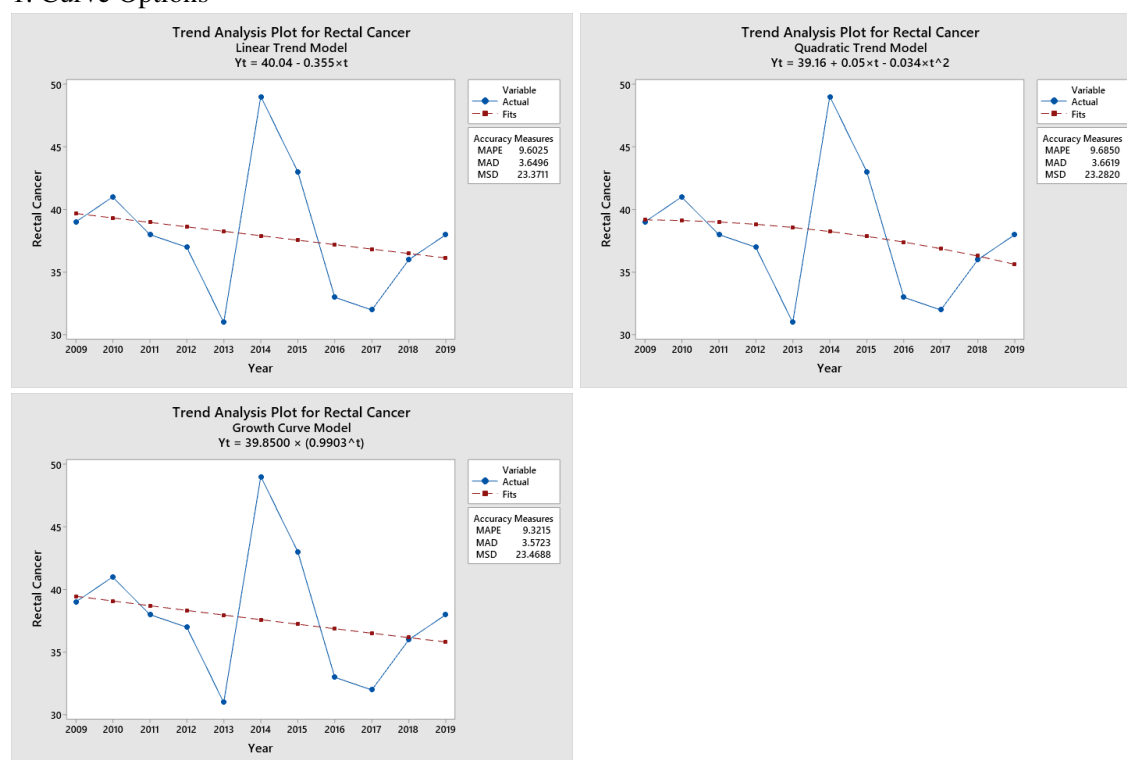 1. Curve Options
Trend Analysis Plot for Rectal Cancer
Linear Trend Model
Yt = 40.04 - 0.355×t
Variable
Actual
Fits
Accuracy Measures
MAPE 9.6025
MAD 3.6496
MSD 23.3711
Rectal Cancer
50
45
40
35
30
2009 2010 2011 2012 2013 2014 2015 2016 2017 2018 2019
Year
Trend Analysis Plot for Rectal Cancer
Quadratic Trend Model
Yt = 39.16 + 0.05×t - 0.034×t^2
Variable
Actual
Fits
Accuracy Measures
MAPE 9.6850
MAD 3.6619
MSD 23.2820
Rectal Cancer
50
45
40
35
30
2009 2010 2011 2012 2013 2014 2015 2016 2017 2018 2019
Year
Trend Analysis Plot for Rectal Cancer
Growth Curve Model
Yt = 39.8500 × (0.9903^t)
Variable
Actual
Fits
Accuracy Measures
MAPE 9.3215
MAD 3.5723
MSD 23.4688
Rectal Cancer
50
45
40
35
30
2009 2010 2011 2012 2013 2014 2015 2016 2017 2018 2019
Year